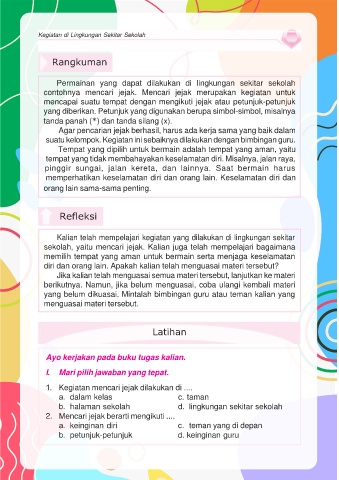 Kegiatan di Lingkungan Sekitar Sekolah
Rangkuman
Permainan yang dapat dilakukan di lingkungan sekitar sekolah
contohnya mencari jejak. Mencari jejak merupakan kegiatan untuk
mencapai suatu tempat dengan mengikuti jejak atau petunjuk-petunjuk
yang diberikan. Petunjuk yang digunakan berupa simbol-simbol, misalnya
tanda panah (*) dan tanda silang (x).
Agar pencarian jejak berhasil, harus ada kerja sama yang baik dalam
suatu kelompok. Kegiatan ini sebaiknya dilakukan dengan bimbingan guru.
Tempat yang dipilih untuk bermain adalah tempat yang aman, yaitu
tempat yang tidak membahayakan keselamatan diri. Misalnya, jalan raya,
pinggir sungai, jalan kereta, dan lainnya. Saat bermain harus
memperhatikan keselamatan diri dan orang lain. Keselamatan diri dan
orang lain sama-sama penting.
Refleksi
Kalian telah mempelajari kegiatan yang dilakukan di lingkungan sekitar
sekolah, yaitu mencari jejak. Kalian juga telah mempelajari bagaimana
memilih tempat yang aman untuk bermain serta menjaga keselamatan
diri dan orang lain. Apakah kalian telah menguasai materi tersebut?
Jika kalian telah menguasai semua materi tersebut, lanjutkan ke materi
berikutnya. Namun, jika belum menguasai, coba ulangi kembali materi
yang belum dikuasai. Mintalah bimbingan guru atau teman kalian yang
menguasai materi tersebut.
Latihan
Ayo kerjakan pada buku tugas kalian.
I. Mari pilih jawaban yang tepat.
1. Kegiatan mencari jejak dilakukan di ....
a. dalam kelas c. taman
b. halaman sekolah d. lingkungan sekitar sekolah
2. Mencari jejak berarti mengikuti ....
a. keinginan diri c. teman yang di depan
b. petunjuk-petunjuk d. keinginan guru